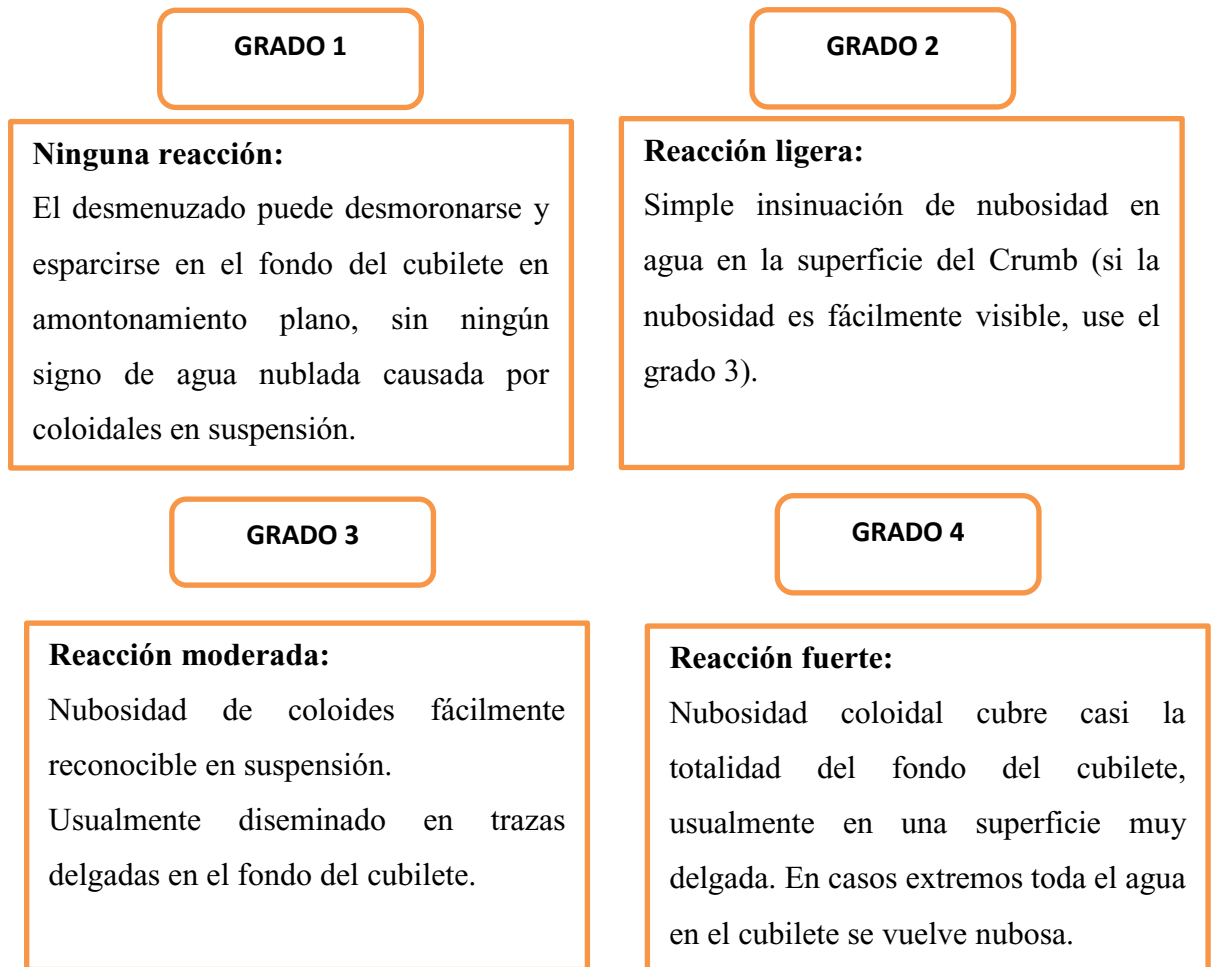 GRADO 1
Ninguna reacción:
El desmenuzado puede desmoronarse y
esparcirse en el fondo del cubilete en
amontonamiento plano, sin ningún
signo de agua nublada causada por
coloidales en suspensión.
GRADO 2
Reacción ligera:
Simple insinuación de nubosidad en
agua en la superficie del Crumb (si la
nubosidad es fácilmente visible, use el
grado 3).
GRADO 3
Reacción moderada:
Nubosidad de coloides fácilmente
reconocible en suspensión.
Usualmente diseminado en trazas
delgadas en el fondo del cubilete.
GRADO 4
Reacción fuerte:
Nubosidad coloidal cubre casi la
totalidad del fondo del cubilete,
usualmente en una superficie muy
delgada. En casos extremos toda el agua
en el cubilete se vuelve nubosa.